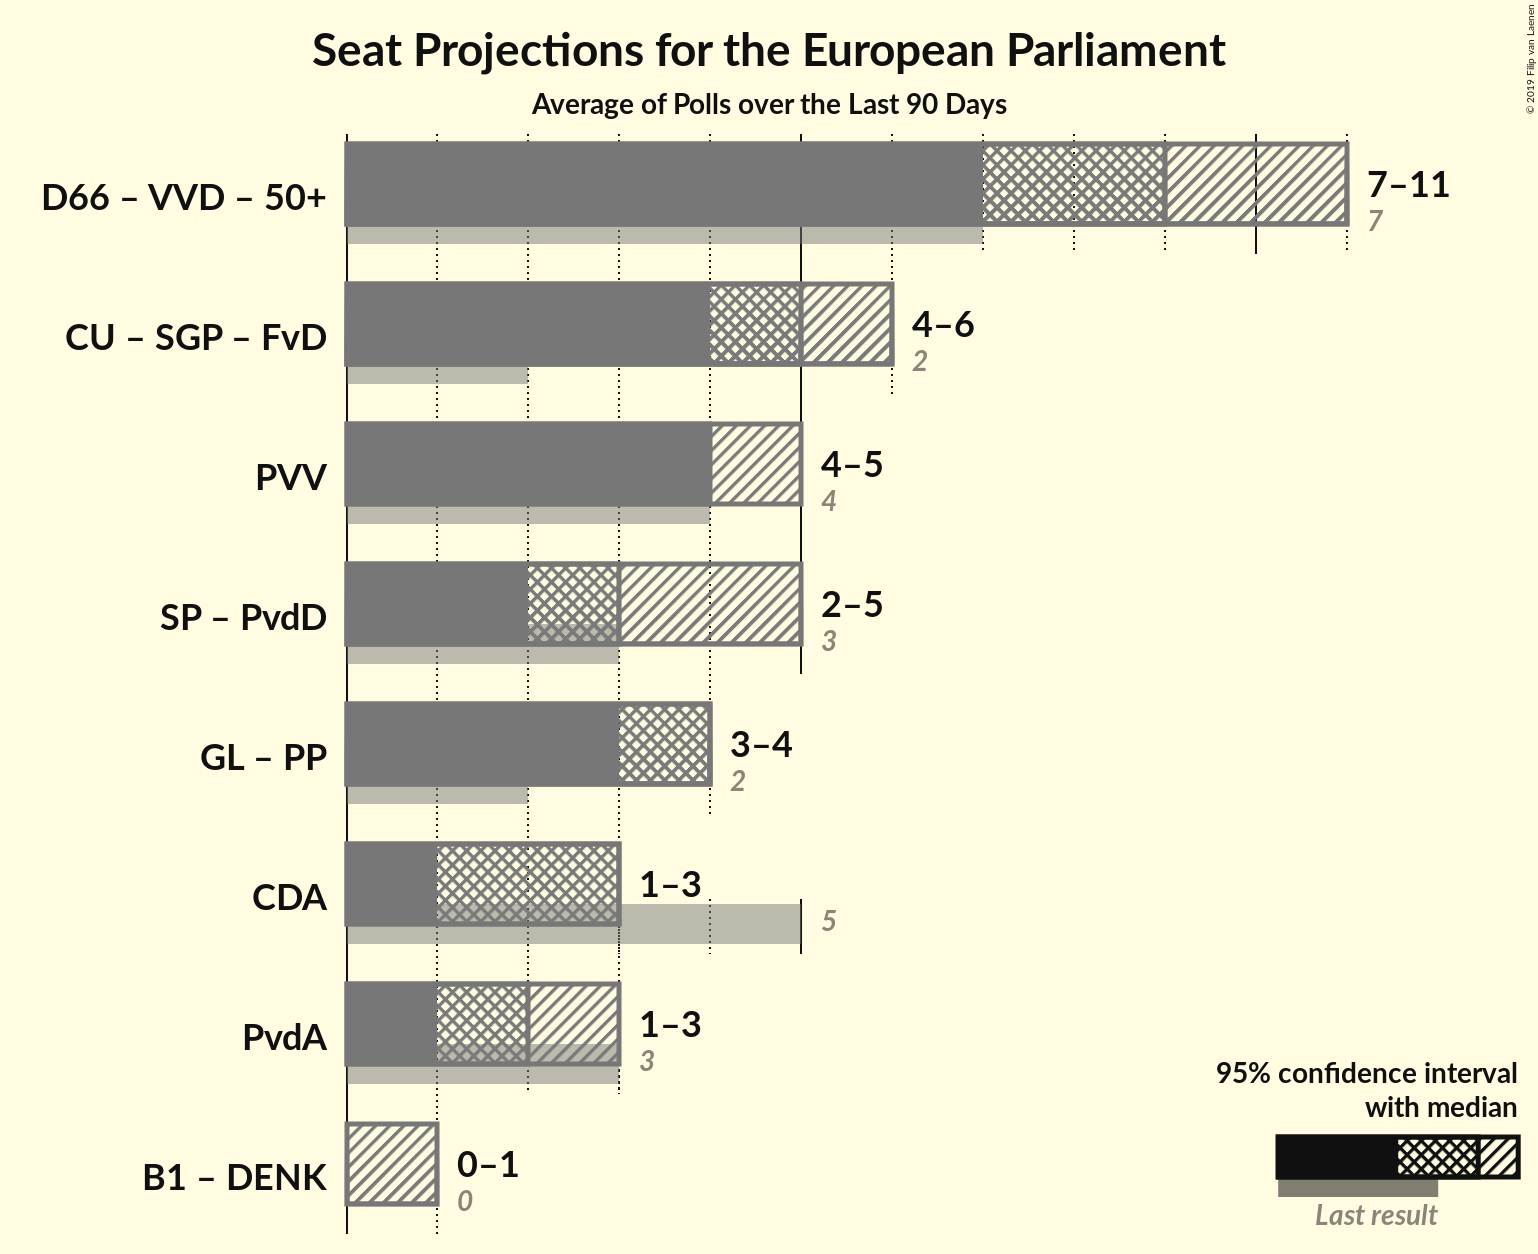 Seat Projections for the European Parliament
Average of Polls over the Last 90 Days
© 2019 Filip van Laenen
D66 – VVD – 50+
7–11
7
CU – SGP – FvD
4–6
2
PVV
4–5
4
SP – PvdD
2–5
3
GL – PP
3–4
2
CDA
1–3
5
PvdA
1–3
3
B1 – DENK
0–1
0
95% confidence interval
with median
Last result